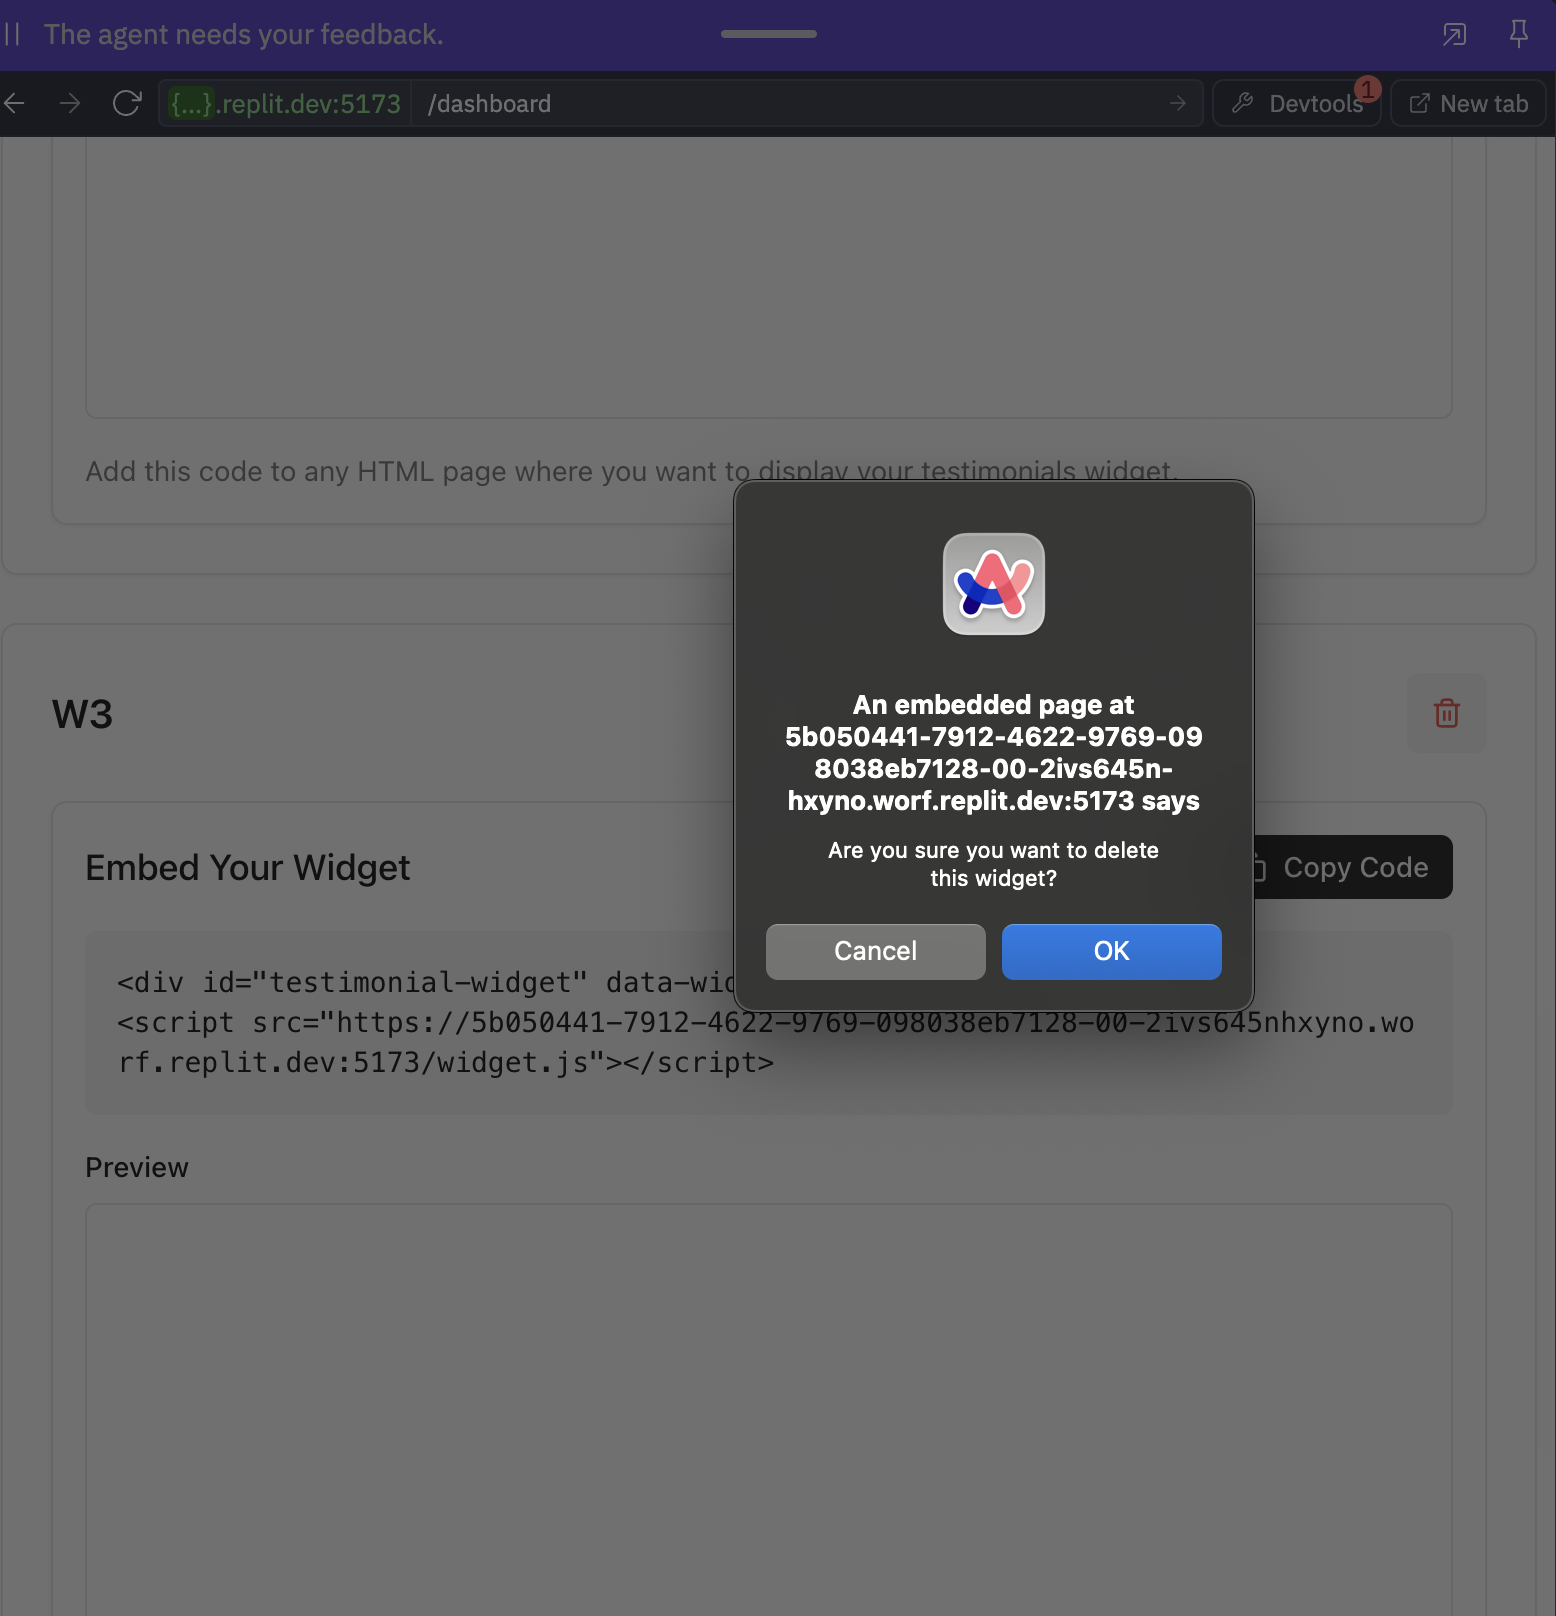 The agent needs your feedback.
{...}.replit.dev:5173 /dashboard
Devtools 1
New tab
Add this code to any HTML page where you want to display your testimonials widget.
W3
An embedded page at
5b050441-7912-4622-9769-09
8038eb7128-00-2ivs645n-
hxyno.worf.replit.dev:5173 says
Are you sure you want to delete
this widget?
Cancel
OK
Embed Your Widget
Copy Code
<div id="testimonial-widget"
<script src="https://5b050441-7912-4622-9769-098038eb7128-00-2ivs645nhxyno.wo
rf.replit.dev:5173/widget.js"></script>
Preview